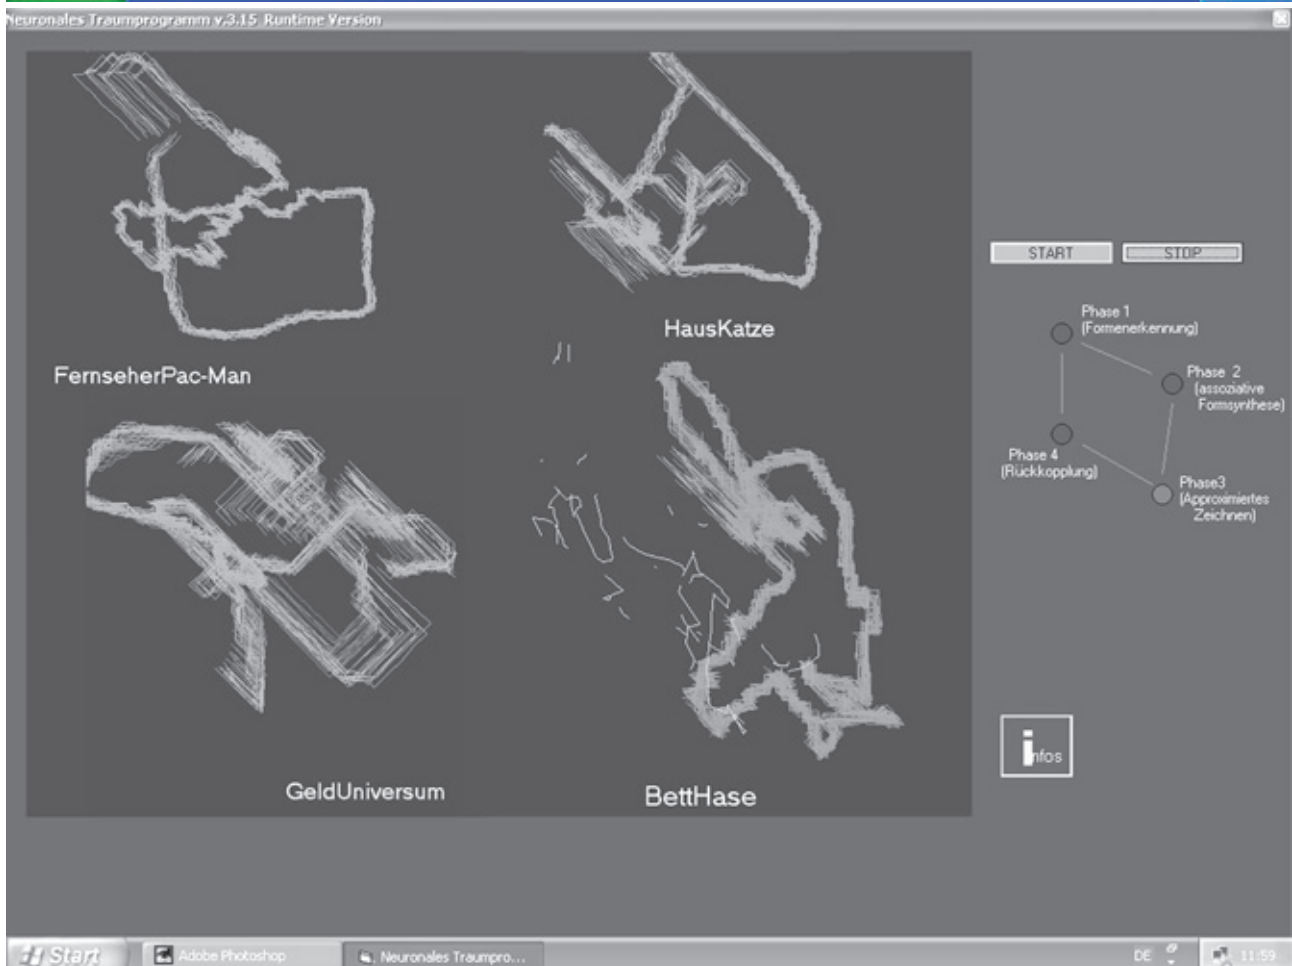 Neuronales Traumprogramm v.3.15 Runtime Version
HausKatze
FernseherPac-Man
GeldUniversum
BettHase
START
STOP
Phase 1
(Formenerkennung)
Phase 2
(assoziative
Formsynthese)
Phase 4
(Rückkopplung)
Phase3
(Approximiertes
Zeichnen)
infos
Start
Adobe Photoshop
Neuronales Traumpro...
DE
11:59